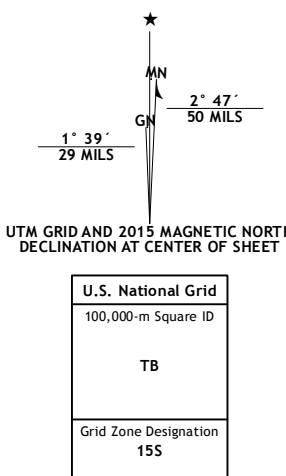 ★
MN
2° 47´
50 MILS
GN
1° 39´
29 MILS
UTM GRID AND 2015 MAGNETIC NORTH
DECLINATION AT CENTER OF SHEET
U.S. National Grid
100,000-m Square ID
TB
Grid Zone Designation
15S